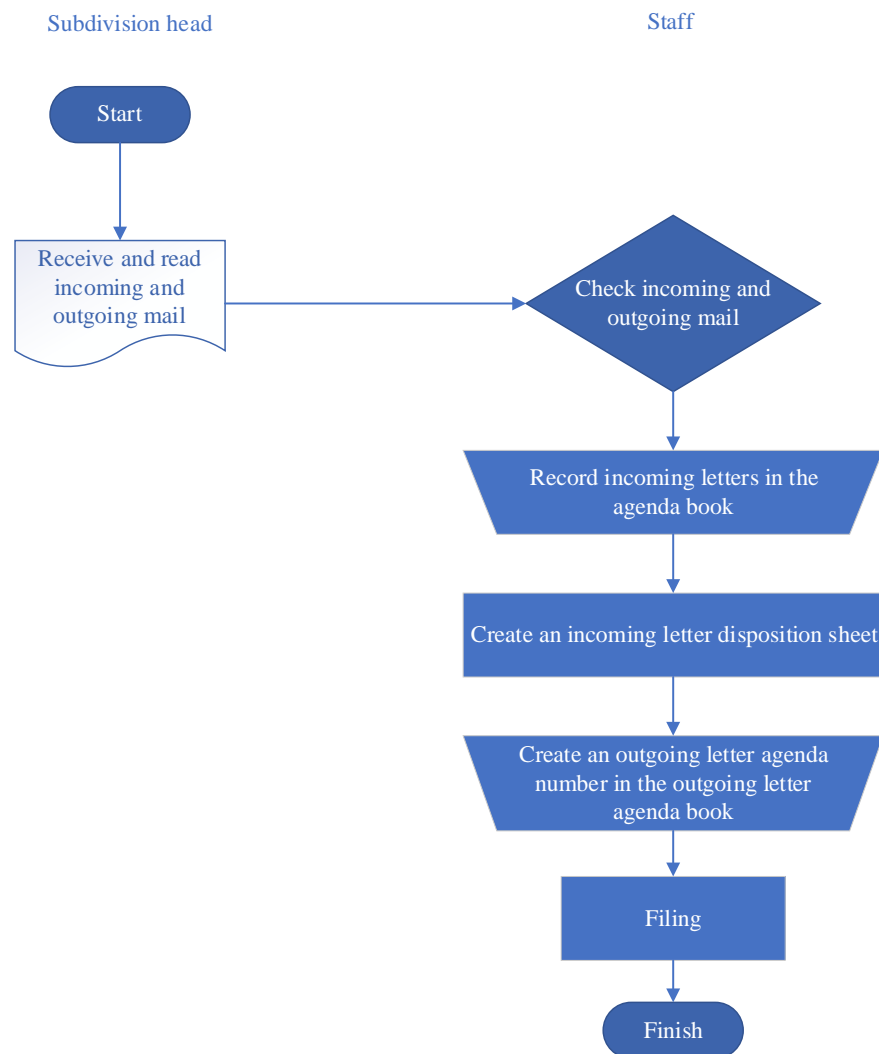 Subdivision head
Staff
Start
Receive and read
incoming and
outgoing mail
Check incoming and
outgoing mail
Record incoming letters in the
agenda book
Create an incoming letter disposition sheet
Create an outgoing letter agenda
number in the outgoing letter
agenda book
Filing
Finish